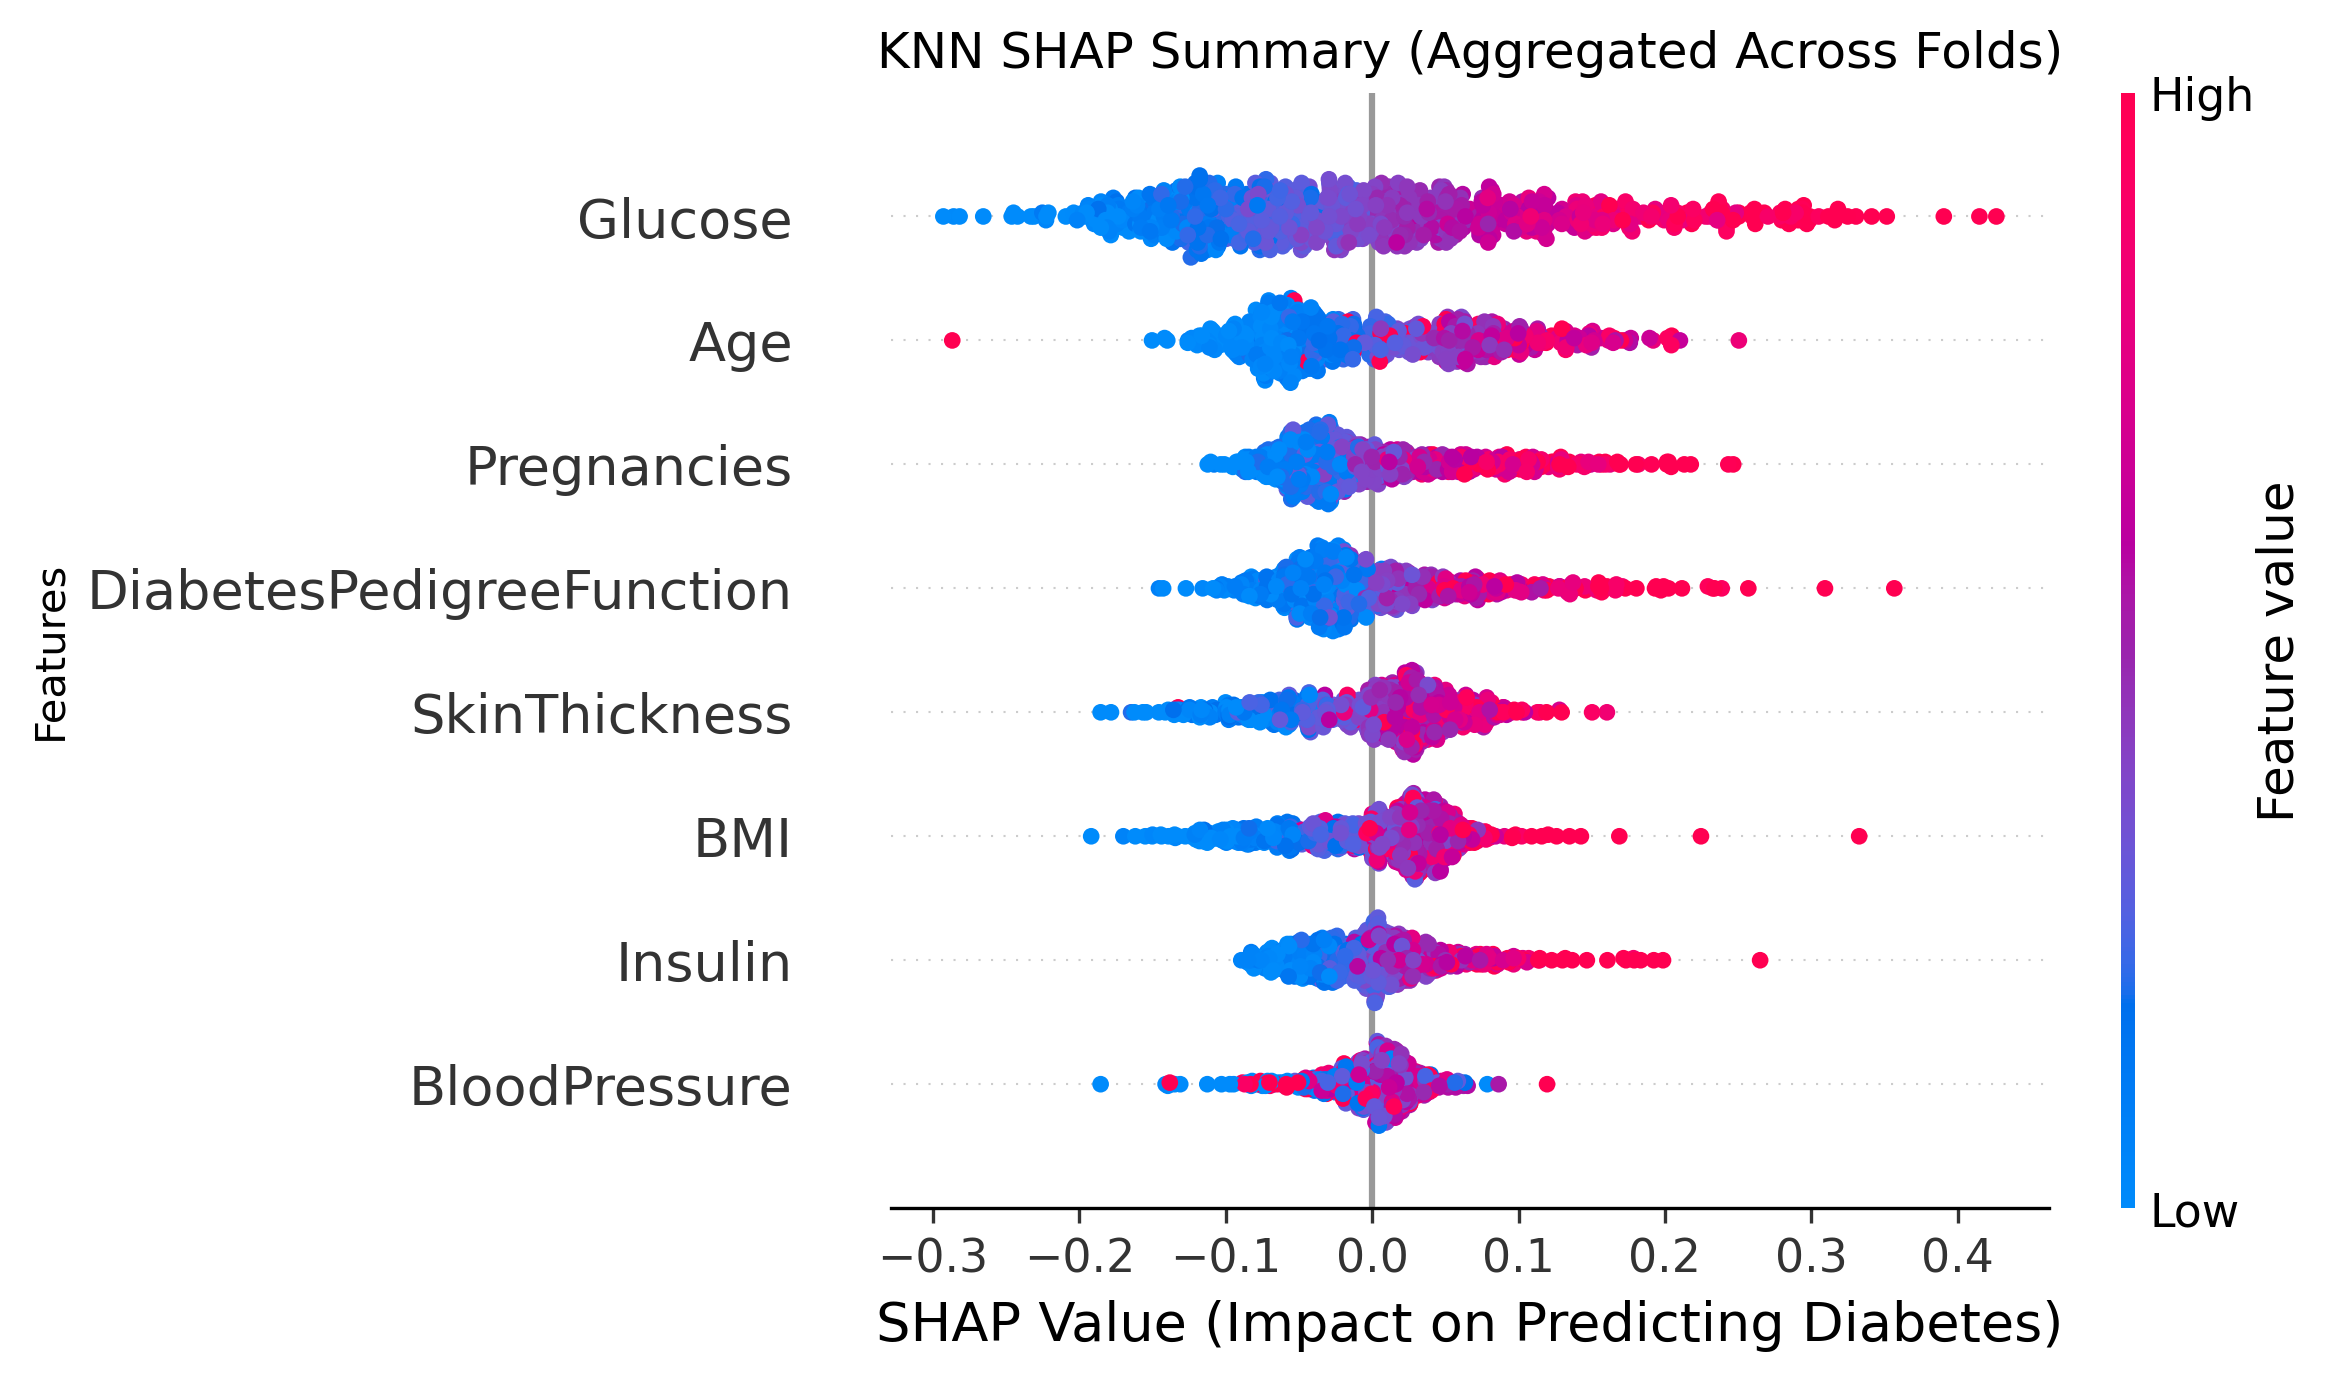 KNN SHAP Summary (Aggregated Across Folds)
High
Glucose
Age
Pregnancies
DiabetesPedigreeFunction
SkinThickness
BMI
Insulin
BloodPressure
Features
Feature value
Low
−0.3 −0.2 −0.1 0.0 0.1 0.2 0.3 0.4
SHAP Value (Impact on Predicting Diabetes)